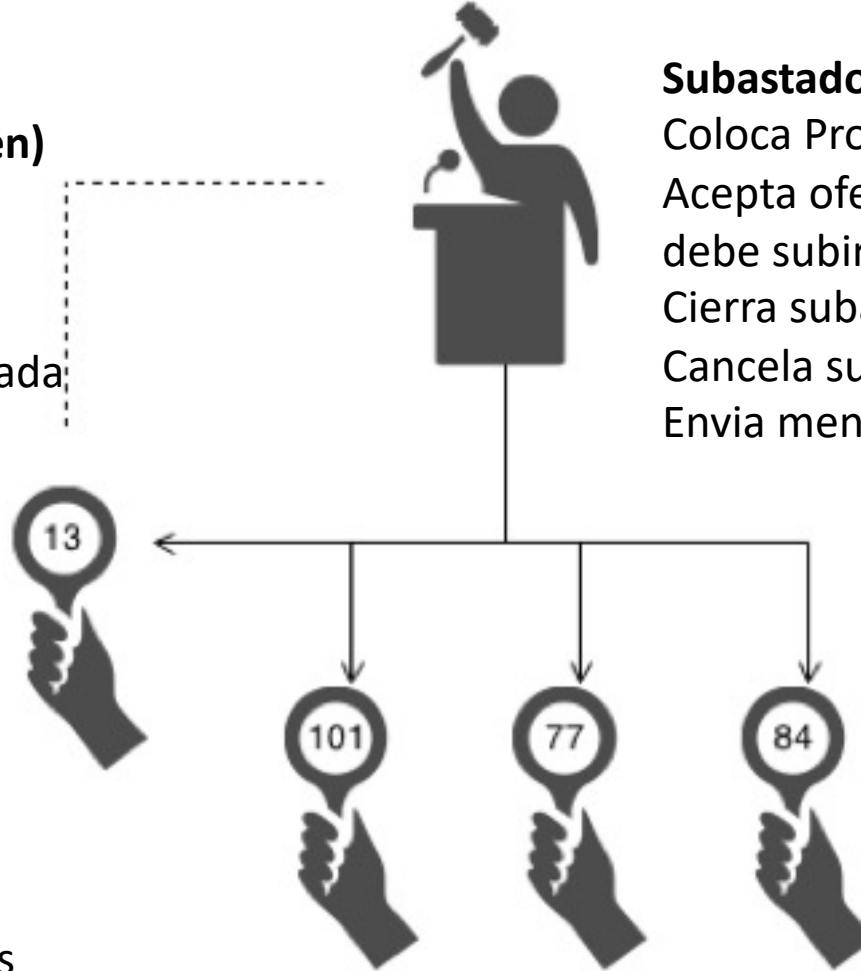 Subastado
en)
Coloca Pro
Acepta ofe
debe subir
Cierra suba
ada
Cancela su
Envia men
13
101
77
84
s